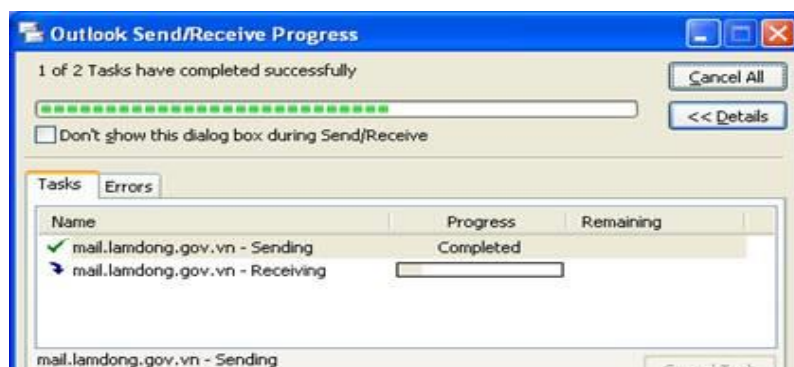 Outlook Send/Receive Progress
1 of 2 Tasks have completed successfully
Cancel All
<< Details
Don't show this dialog box during Send/Receive
Tasks Errors
Name Progress Remaining
mail.lamdong.gov.vn - Sending Completed
mail.lamdong.gov.vn - Receiving
mail.lamdong.gov.vn - Sending